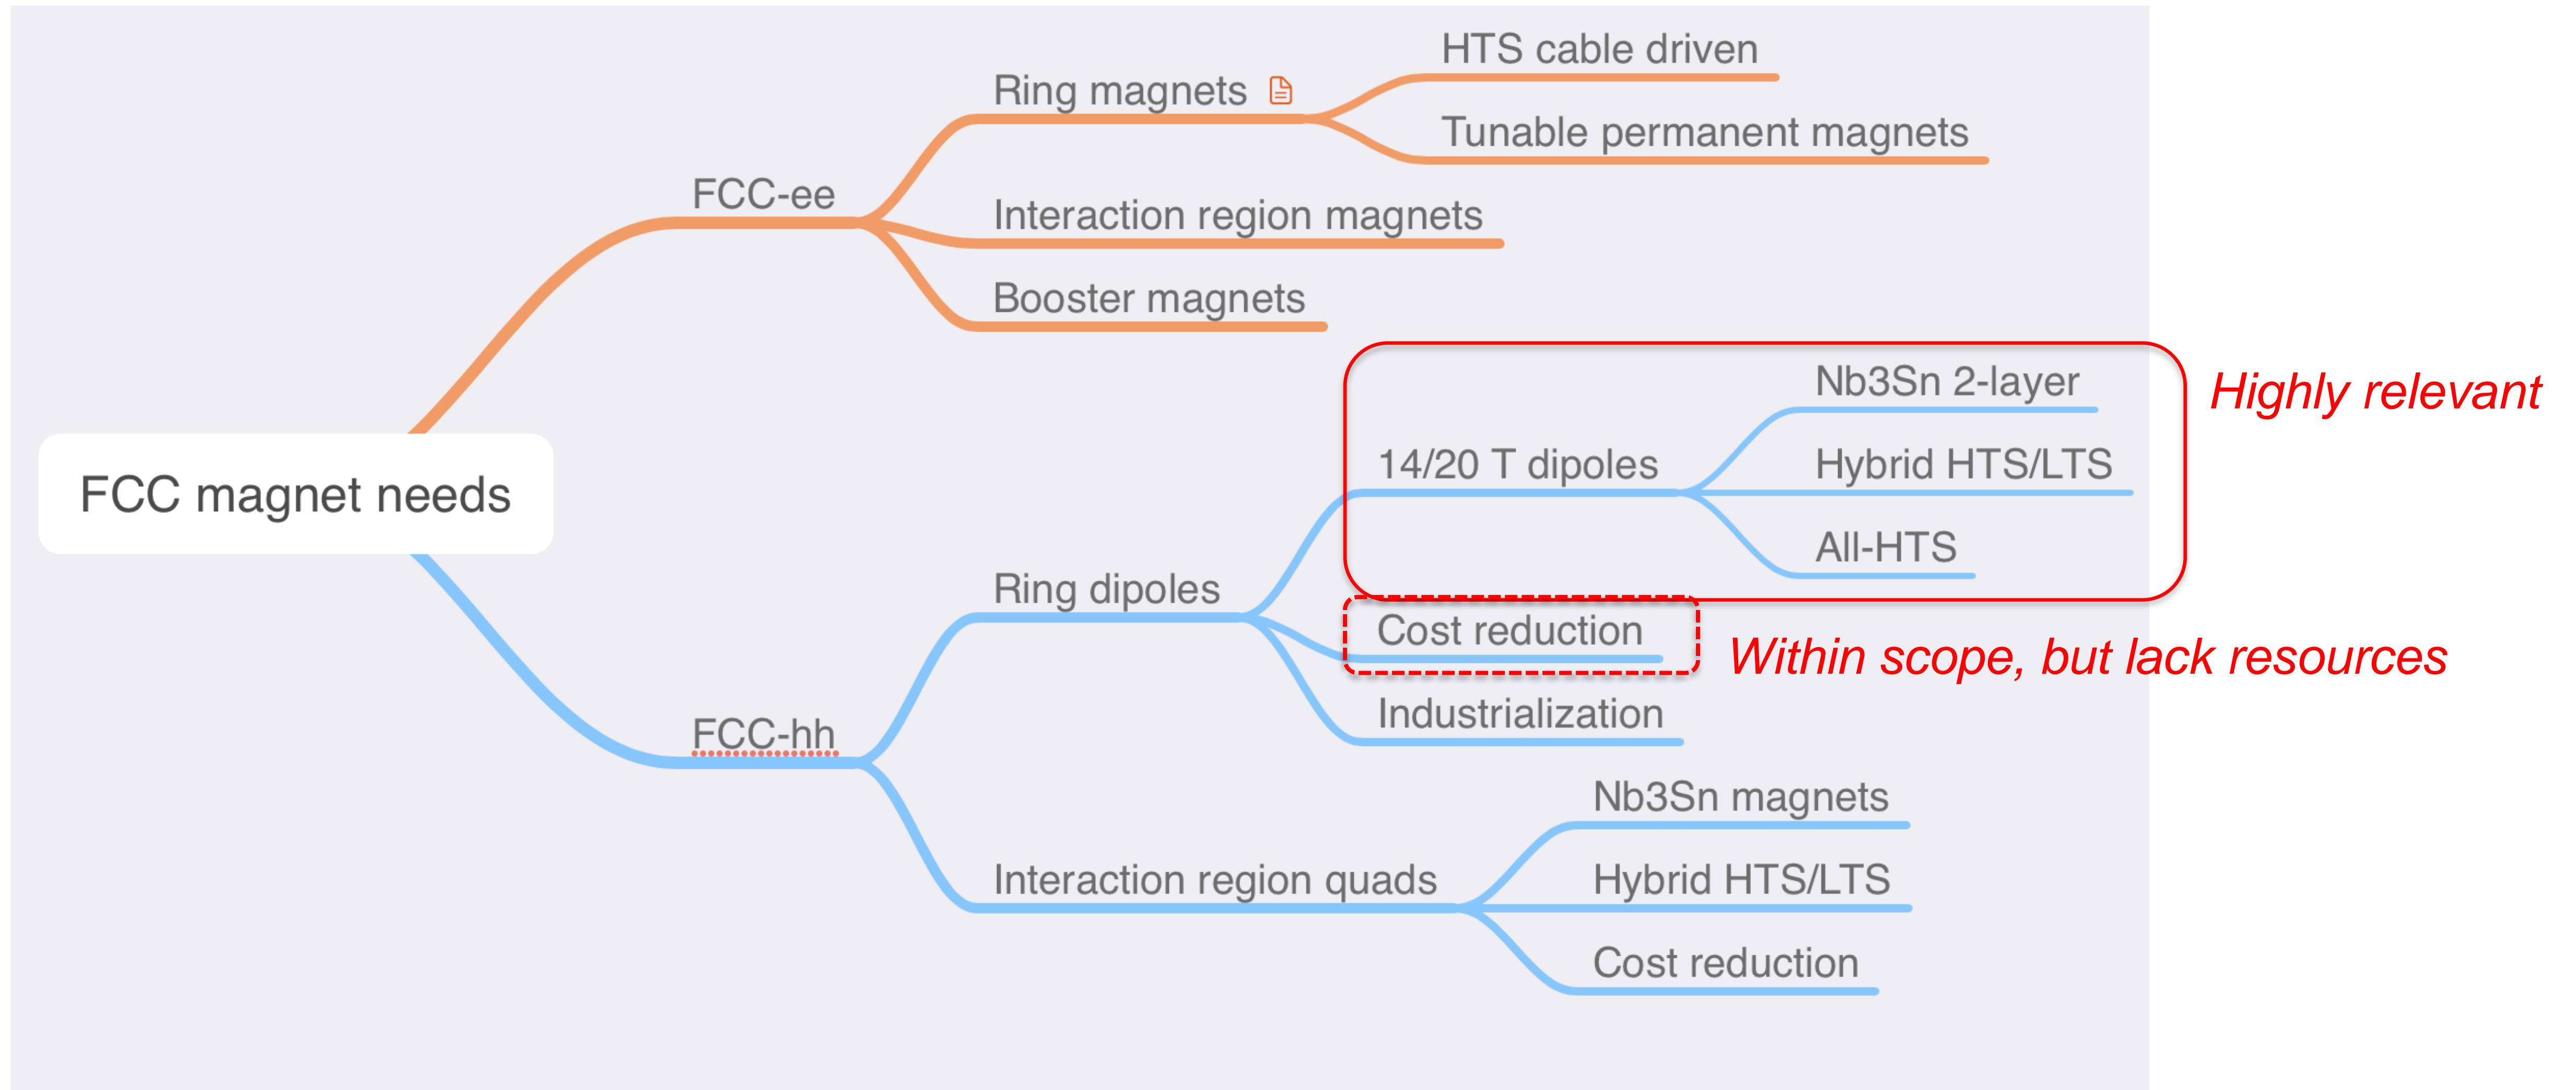 FCC magnet needs
FCC-ee
Ring magnets
HTS cable driven
Tunable permanent magnets
Interaction region magnets
Booster magnets
FCC-hh
Ring dipoles
14/20 T dipoles
Nb3Sn 2-layer
Hybrid HTS/LTS
All-HTS
Highly relevant
Cost reduction
Within scope, but lack resources
Industrialization
Interaction region quads
Nb3Sn magnets
Hybrid HTS/LTS
Cost reduction